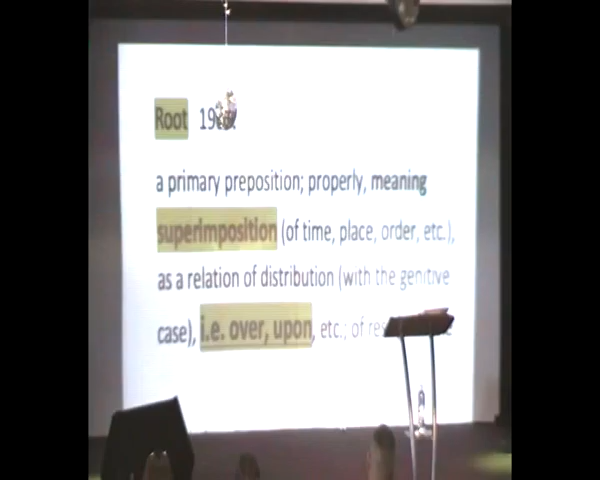 Root 19
a primary preposition; properly, meaning
superimposition (of time, place, order, etc.),
as a relation of distribution (with the genitive
case), i.e. over, upon, etc.; of